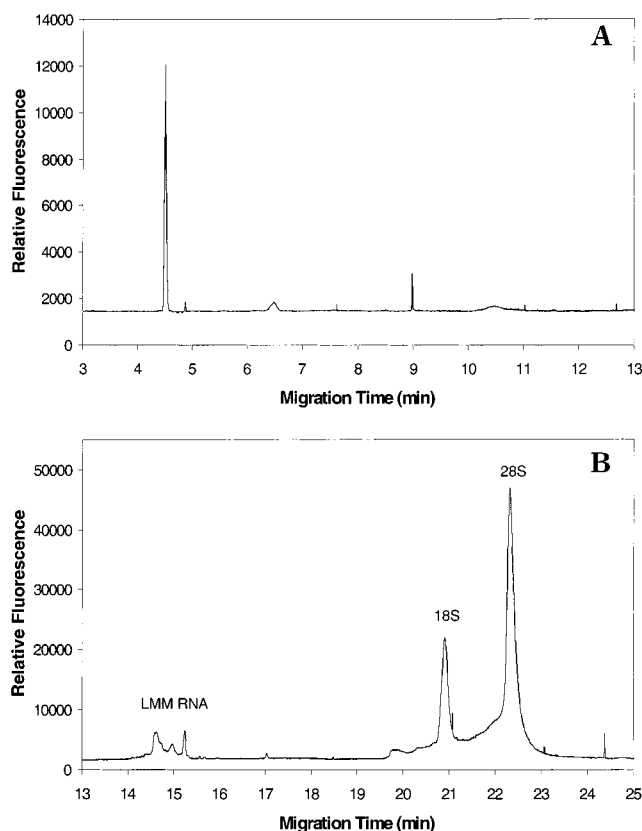 A
14000
12000
10000
8000
6000
4000
2000
0
Relative Fluorescence
3 4 5 6 7 8 9 10 11 12 13
Migration Time (min)
B
50000
40000
30000
20000
10000
0
Relative Fluorescence
28S
18S
LMM RNA
13 14 15 16 17 18 19 20 21 22 23 24 25
Migration Time (min)